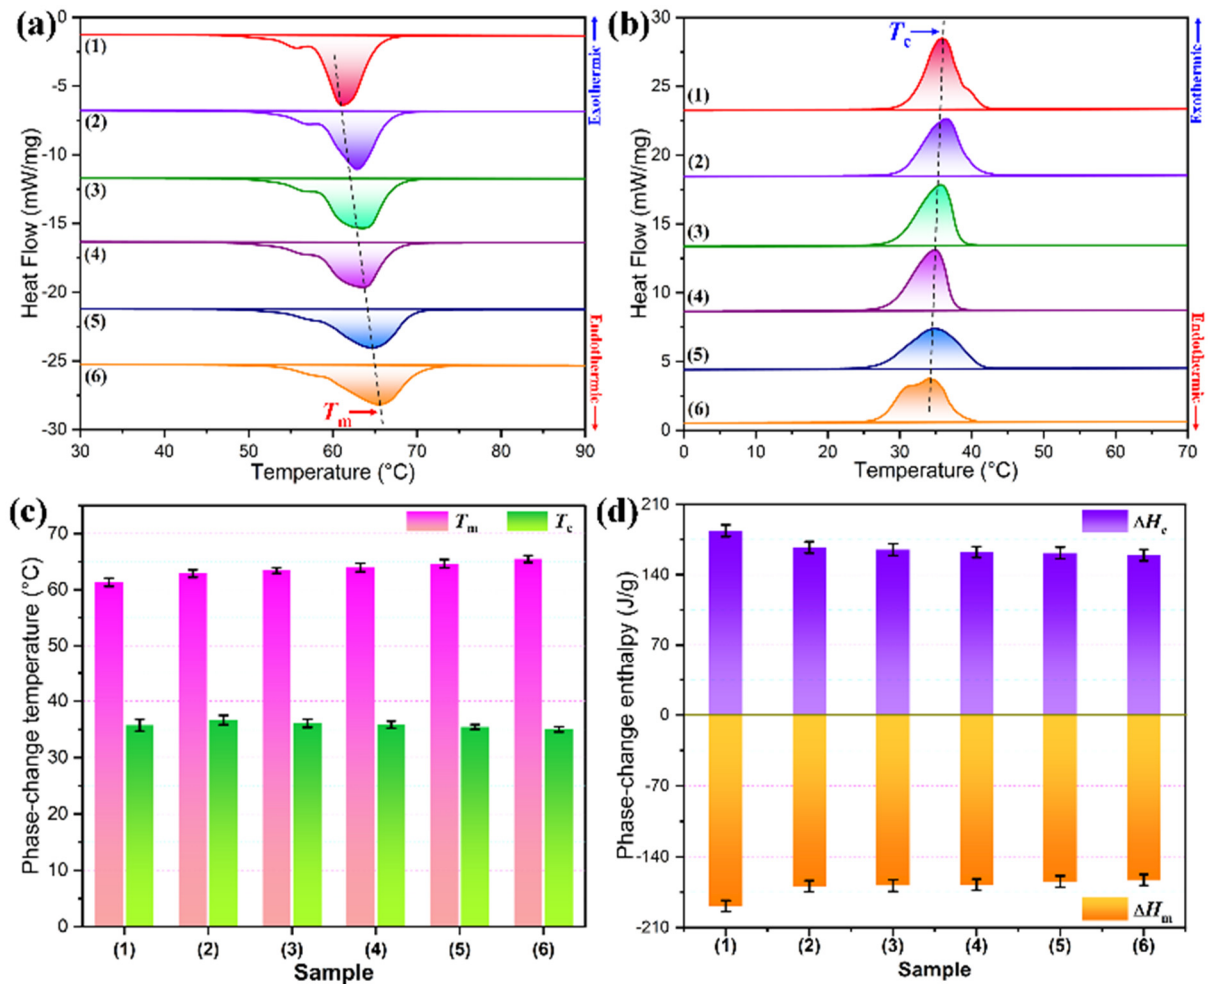 (a)
0
-5
-10
-15
-20
-25
-30
Heat Flow (mW/mg)
(1)
(2)
(3)
(4)
(5)
(6)
Tm
Exothermic
Endothermic
30 40 50 60 70 80 90
Temperature (°C)
(b)
30
25
20
15
10
5
0
Heat Flow (mW/mg)
Tc
(1)
(2)
(3)
(4)
(5)
(6)
Exothermic
Endothermic
0 10 20 30 40 50 60 70
Temperature (°C)
(c)
Tm Tc
70
60
50
40
30
20
10
0
Phase-change temperature (°C)
(1) (2) (3) (4) (5) (6)
Sample
(d)
ΔHc
210
140
70
0
-70
-140
-210
Phase-change enthalpy (J/g)
ΔHm
(1) (2) (3) (4) (5) (6)
Sample